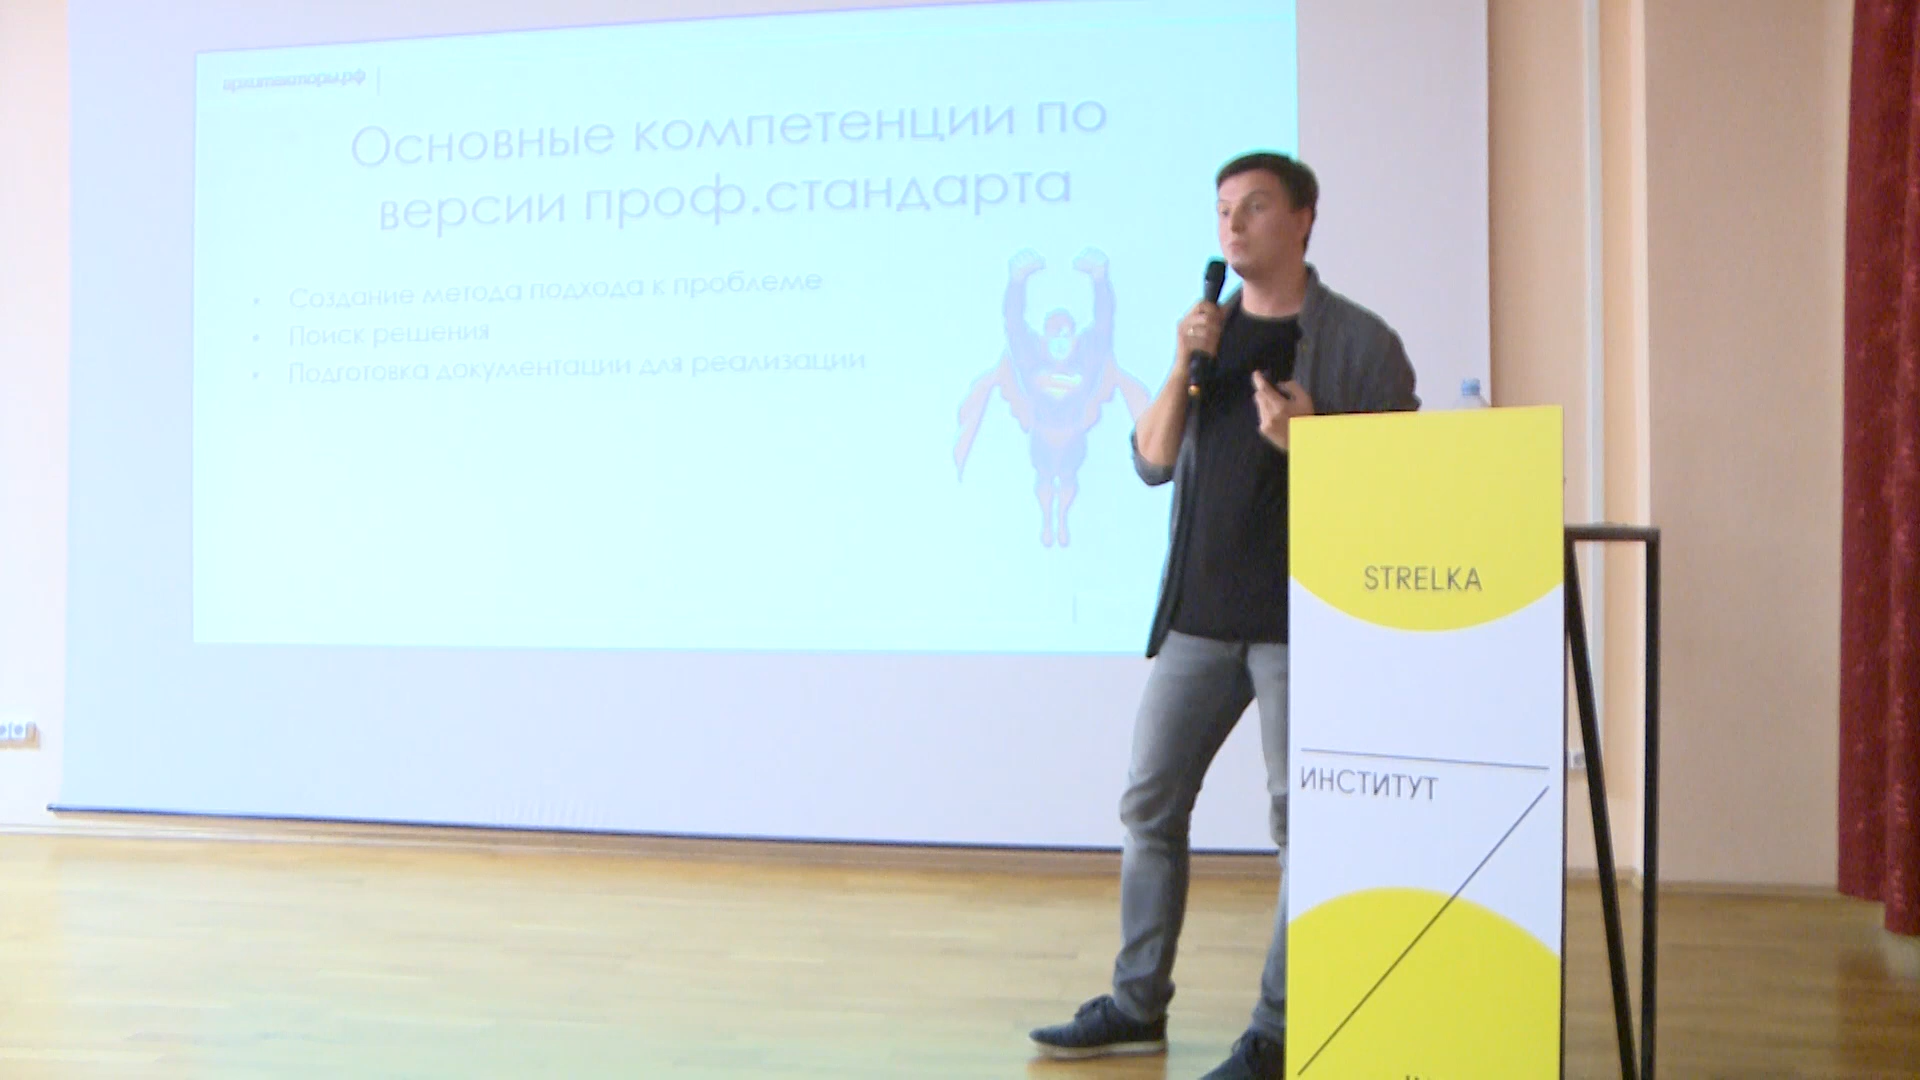 архитекторы.рф
Основные компетенции по
версии проф.стандарта
• Создание метода подхода к проблеме
• Поиск решения
• Подготовка документации для реализации
STRELKA
ИНСТИТУТ